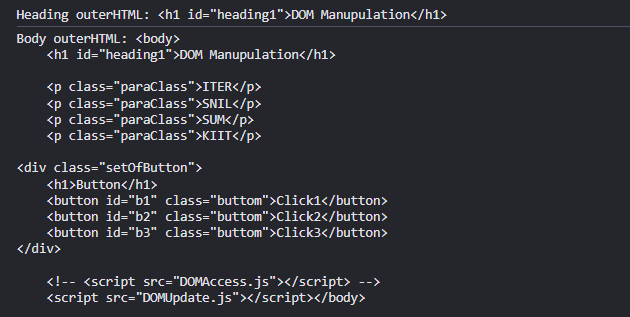 Heading outerHTML: <h1 id="heading1">DOM Manupulation</h1>
Body outerHTML: <body>
    <h1 id="heading1">DOM Manupulation</h1>

    <p class="paraClass">ITER</p>
    <p class="paraClass">SNIL</p>
    <p class="paraClass">SUM</p>
    <p class="paraClass">KIIT</p>

<div class="setOfButton">
    <h1>Button</h1>
    <button id="b1" class="buttom">Click1</button>
    <button id="b2" class="buttom">Click2</button>
    <button id="b3" class="buttom">Click3</button>
</div>

    <!-- <script src="DOMAccess.js"></script> -->
    <script src="DOMUpdate.js"></script></body>